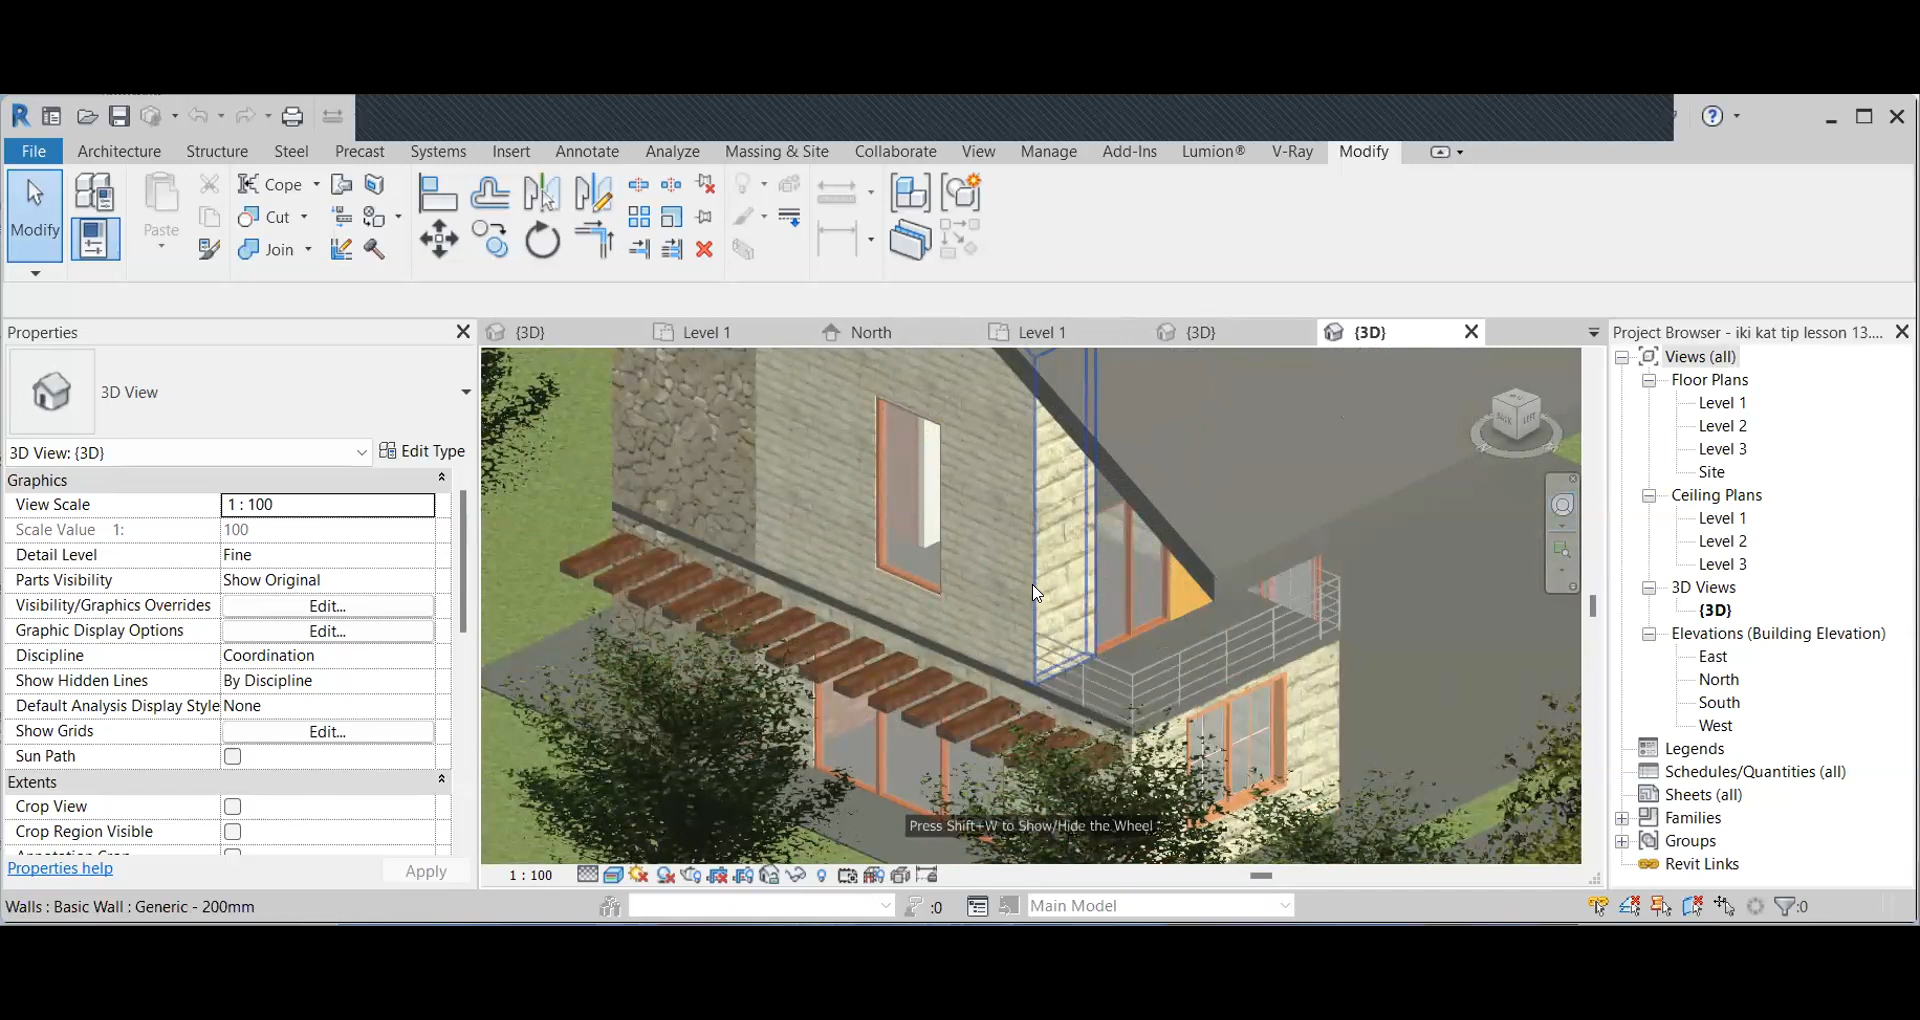 File Architecture Structure Steel Precast Systems Insert Annotate Analyze Massing & Site Collaborate View Manage Add-Ins Lumion® V-Ray Modify
Modify
Paste
Cope
Cut
Join
Properties
3D View
3D View: {3D}
Edit Type
Graphics
View Scale 1 : 100
Scale Value 1: 100
Detail Level Fine
Parts Visibility Show Original
Visibility/Graphics Overrides Edit...
Graphic Display Options Edit...
Discipline Coordination
Show Hidden Lines By Discipline
Default Analysis Display Style None
Show Grids Edit...
Sun Path
Extents
Crop View
Crop Region Visible
Properties help
Apply
{3D} Level 1 North Level 1 {3D} {3D}
BACK LEFT
Press Shift+W to Show/Hide the Wheel
1 : 100
Project Browser - iki kat tip lesson 13....
Views (all)
Floor Plans
Level 1
Level 2
Level 3
Site
Ceiling Plans
Level 1
Level 2
Level 3
3D Views
{3D}
Elevations (Building Elevation)
East
North
South
West
Legends
Schedules/Quantities (all)
Sheets (all)
Families
Groups
Revit Links
Walls : Basic Wall : Generic - 200mm
:0
Main Model
:0